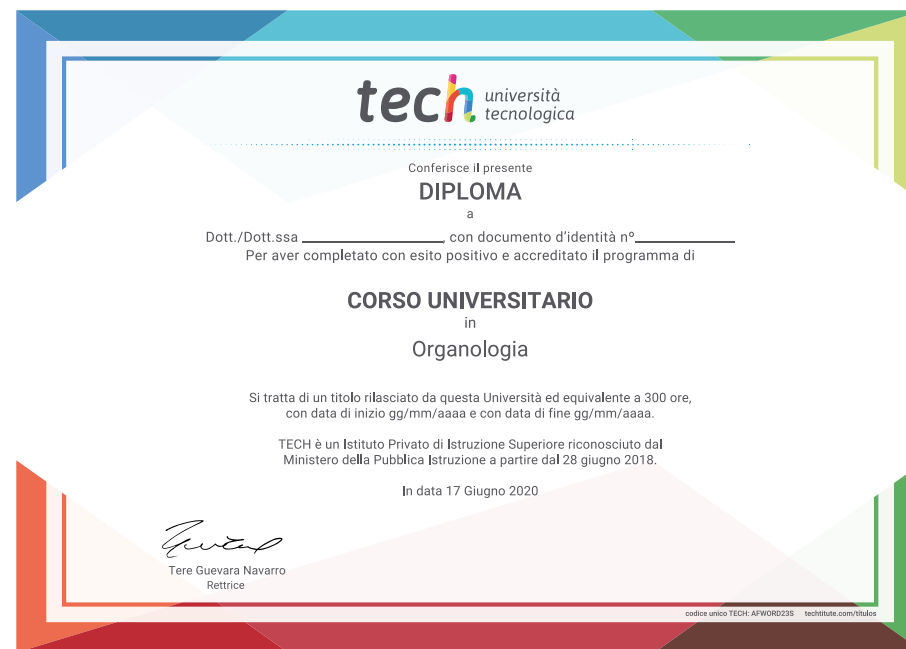 tech università
tecnologica
Conferisce il presente
DIPLOMA
a
Dott./Dott.ssa ____________________, con documento d'identità nº______________
Per aver completato con esito positivo e accreditato il programma di
CORSO UNIVERSITARIO
in
Organologia
Si tratta di un titolo rilasciato da questa Università ed equivalente a 300 ore,
con data di inizio gg/mm/aaaa e con data di fine gg/mm/aaaa.
TECH è un Istituto Privato di Istruzione Superiore riconosciuto dal
Ministero della Pubblica Istruzione a partire dal 28 giugno 2018.
In data 17 Giugno 2020
Tere Guevara Navarro
Rettrice
codice unico TECH: AFWORD23S techtitute.com/títulos